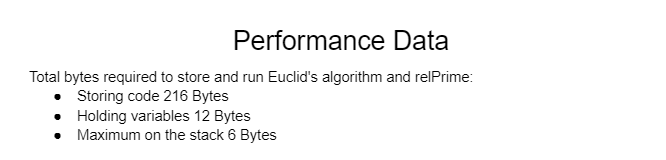 Performance Data
Total bytes required to store and run Euclid's algorithm and relPrime:
● Storing code 216 Bytes
● Holding variables 12 Bytes
● Maximum on the stack 6 Bytes